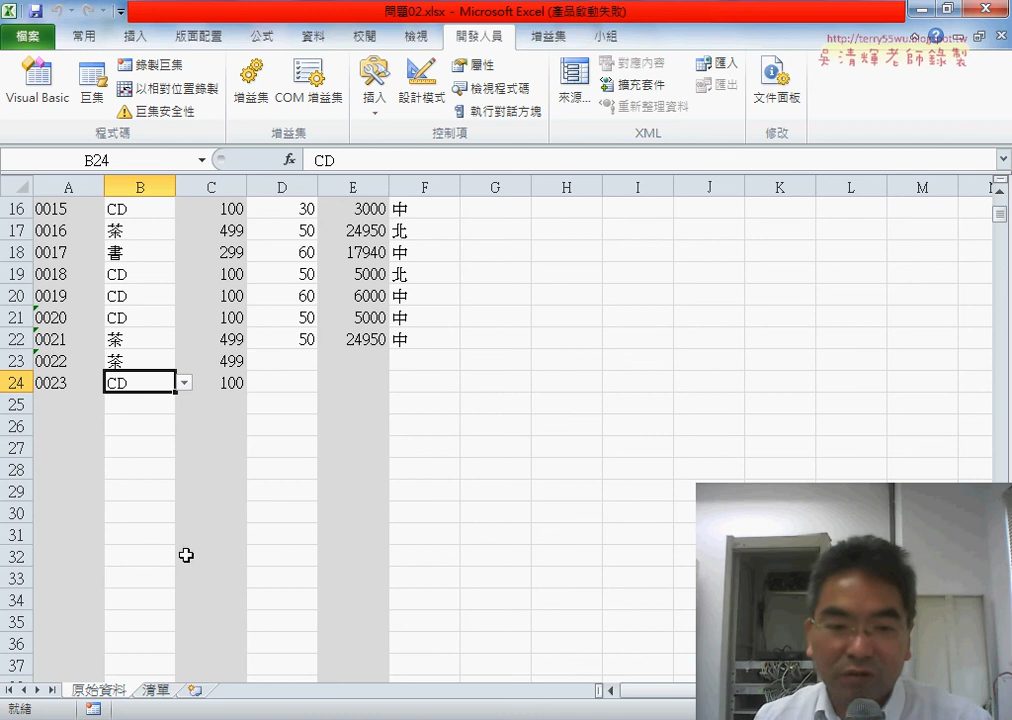 問題02.xlsx - Microsoft Excel (產品啟動失敗)
檔案 常用 插入 版面配置 公式 資料 校閱 檢視 開發人員 增益集 小組
http://terry55wu.blogspot.tw
吳清輝老師錄製
Visual Basic 巨集 錄製巨集 以相對位置錄製 巨集安全性
程式碼
增益集 COM 增益集
增益集
插入 設計模式 屬性 檢視程式碼 執行對話方塊
控制項
來源... 對應內容 擴充套件 重新整理資料 匯入 匯出
XML
文件面板
修改
B24 fx CD
A B C D E F G H I J K L M
16 0015 CD 100 30 3000 中
17 0016 茶 499 50 24950 北
18 0017 書 299 60 17940 中
19 0018 CD 100 50 5000 北
20 0019 CD 100 60 6000 中
21 0020 CD 100 50 5000 中
22 0021 茶 499 50 24950 中
23 0022 茶 499
24 0023 CD 100
25
26
27
28
29
30
31
32
33
34
35
36
37
原始資料 清單
就緒